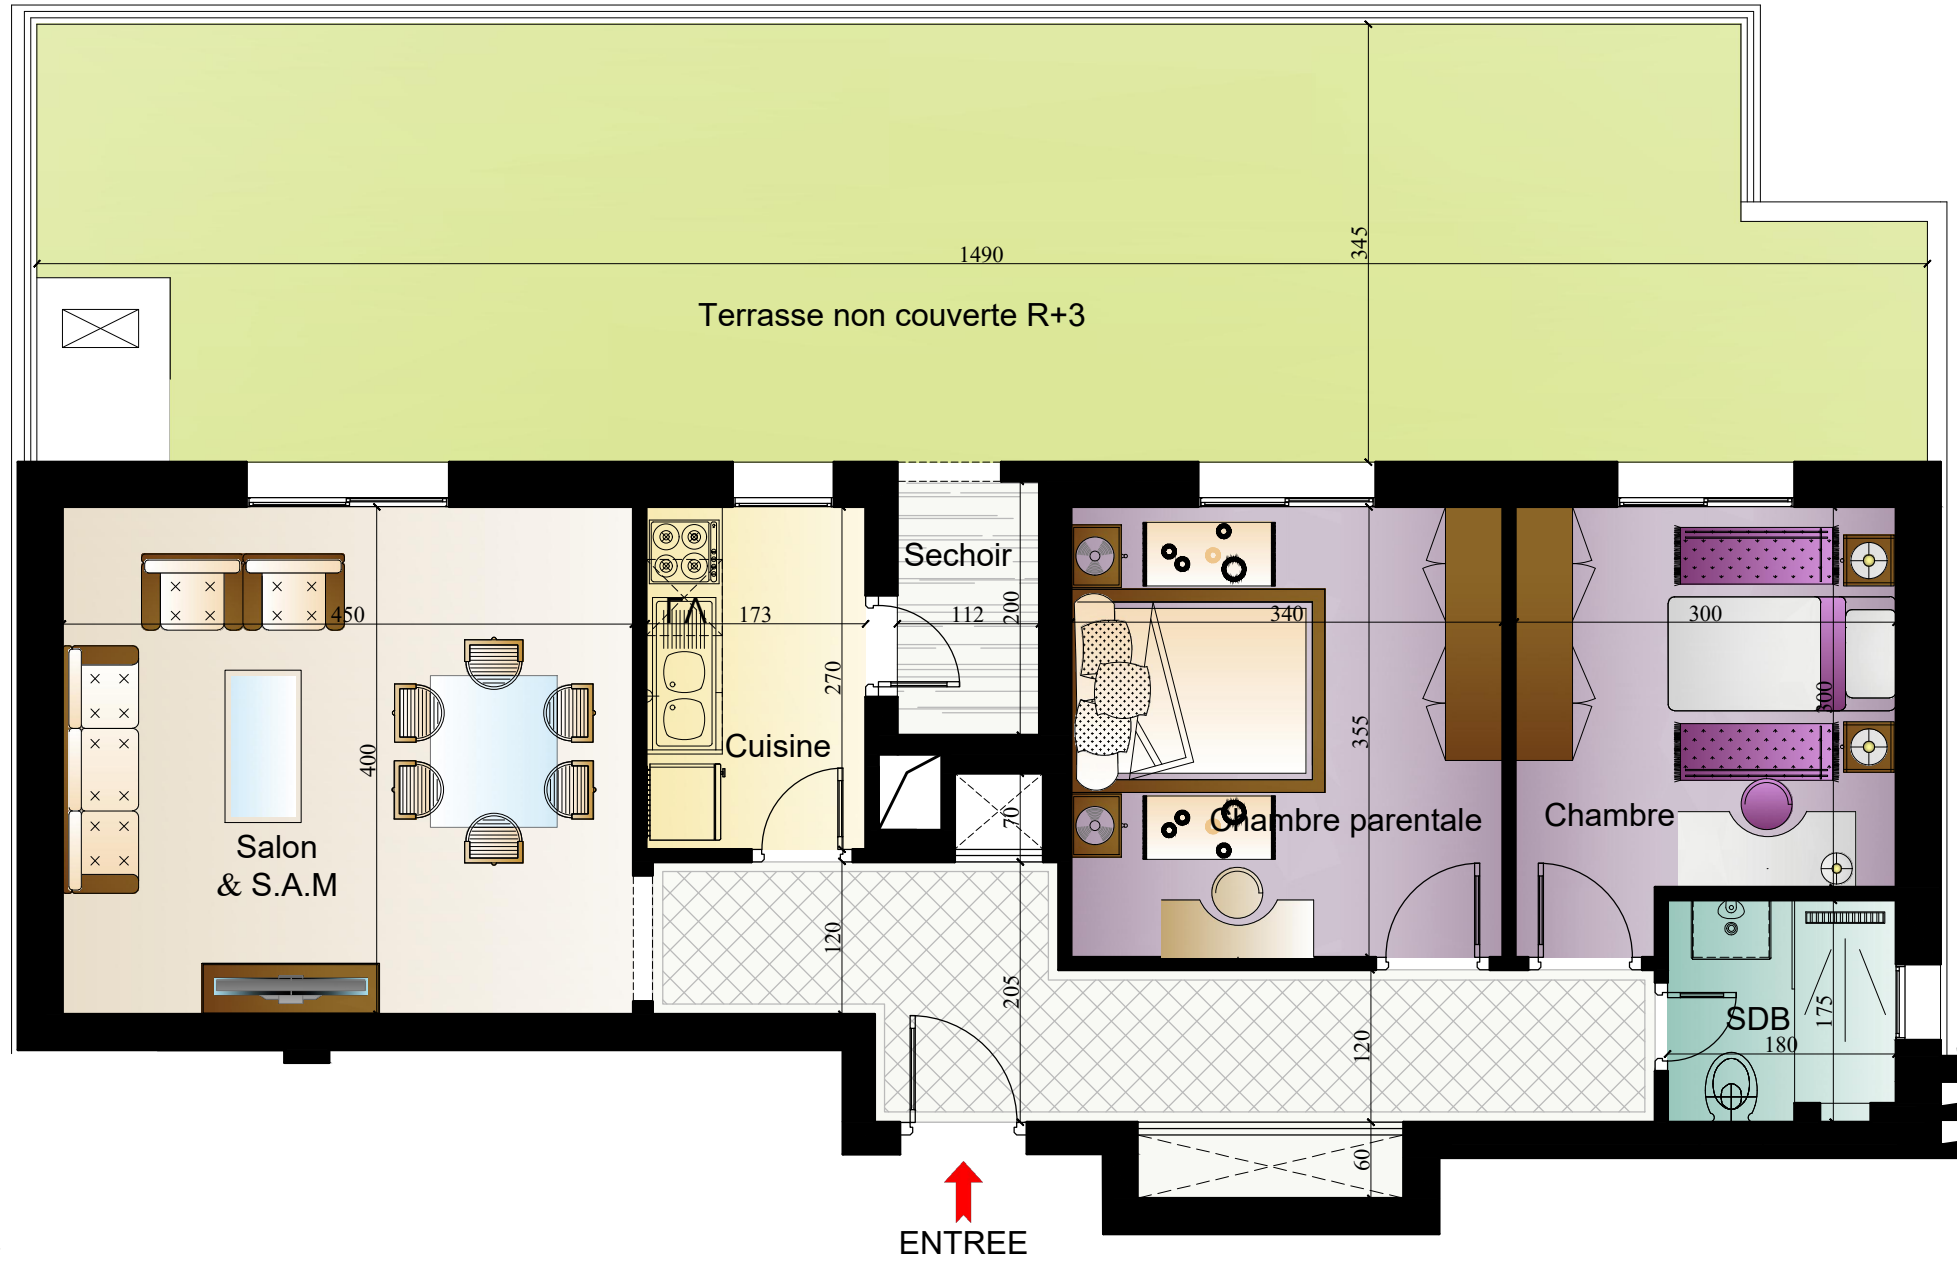 345
1490
Terrasse non couverte R+3
Sechoir
450
173
112
200
340
300
270
300
355
400
Cuisine
70
Salon
& S.A.M
Chambre parentale
Chambre
120
205
175
SDB
120
180
60
ENTREE